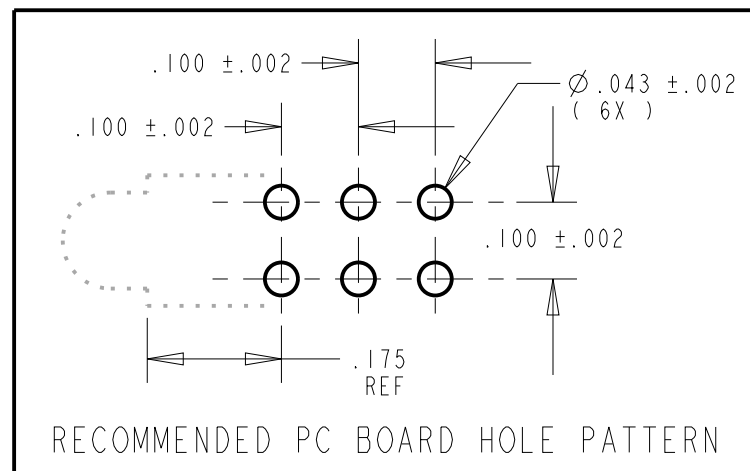 .100 ±.002
Ø .043 ±.002
( 6X )
.100 ±.002
.100 ±.002
.175
REF
RECOMMENDED PC BOARD HOLE PATTERN